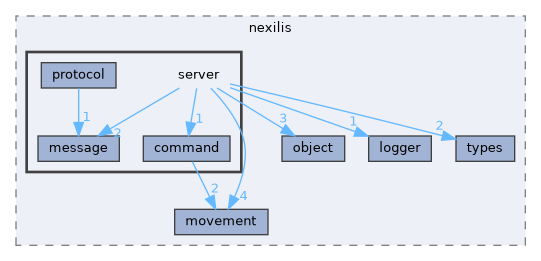 nexilis
protocol
server
1
2
1
3
1
2
message
command
object
logger
types
2
4
movement